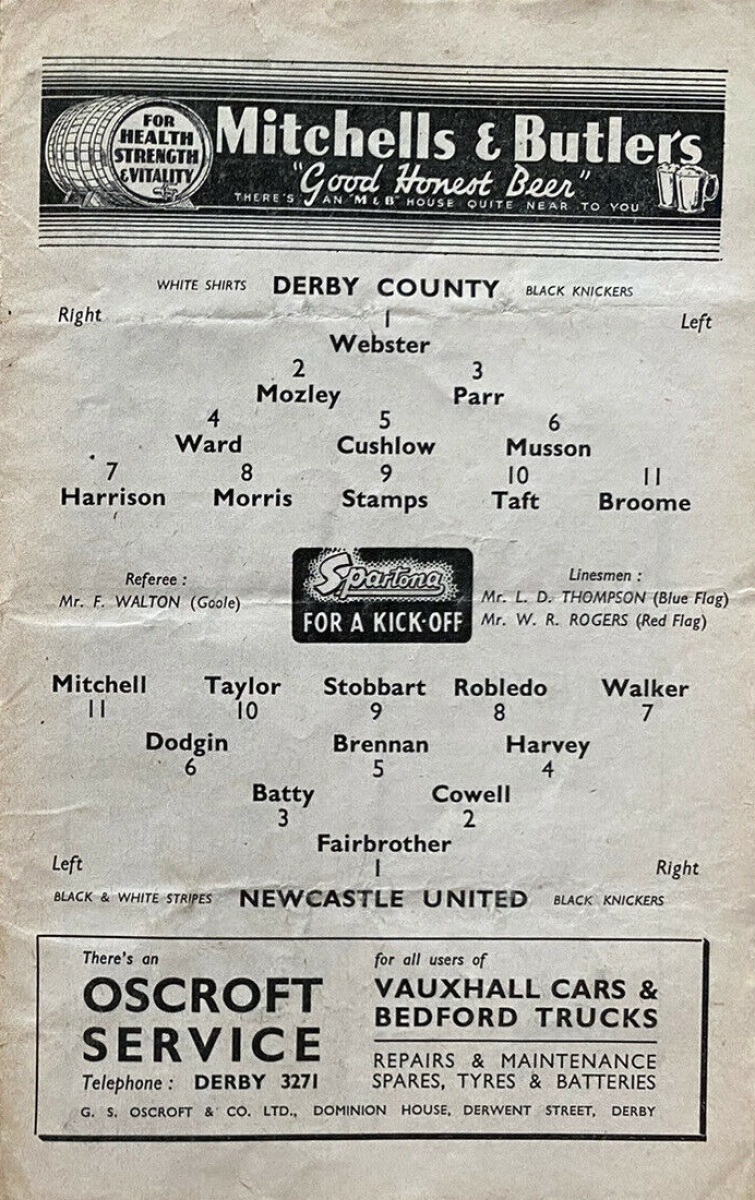 FOR
HEALTH
STRENGTH
& VITALITY
Mitchells & Butlers
"Good Honest Beer"
THERE'S AN "M & B" HOUSE QUITE NEAR TO YOU
WHITE SHIRTS DERBY COUNTY BLACK KNICKERS
Right Left
1
Webster
2 3
Mozley Parr
4 5 6
Ward Cushlow Musson
7 8 9 10 11
Harrison Morris Stamps Taft Broome
Referee :
Mr. F. WALTON (Goole)
Spartona
FOR A KICK-OFF
Linesmen :
Mr. L. D. THOMPSON (Blue Flag)
Mr. W. R. ROGERS (Red Flag)
Mitchell Taylor Stobbart Robledo Walker
11 10 9 8 7
Dodgin Brennan Harvey
6 5 4
Batty Cowell
3 2
Fairbrother
1
Left Right
BLACK & WHITE STRIPES NEWCASTLE UNITED BLACK KNICKERS
There's an
OSCROFT
SERVICE
Telephone : DERBY 3271
for all users of
VAUXHALL CARS &
BEDFORD TRUCKS
REPAIRS & MAINTENANCE
SPARES, TYRES & BATTERIES
G. S. OSCROFT & CO. LTD., DOMINION HOUSE, DERWENT STREET, DERBY